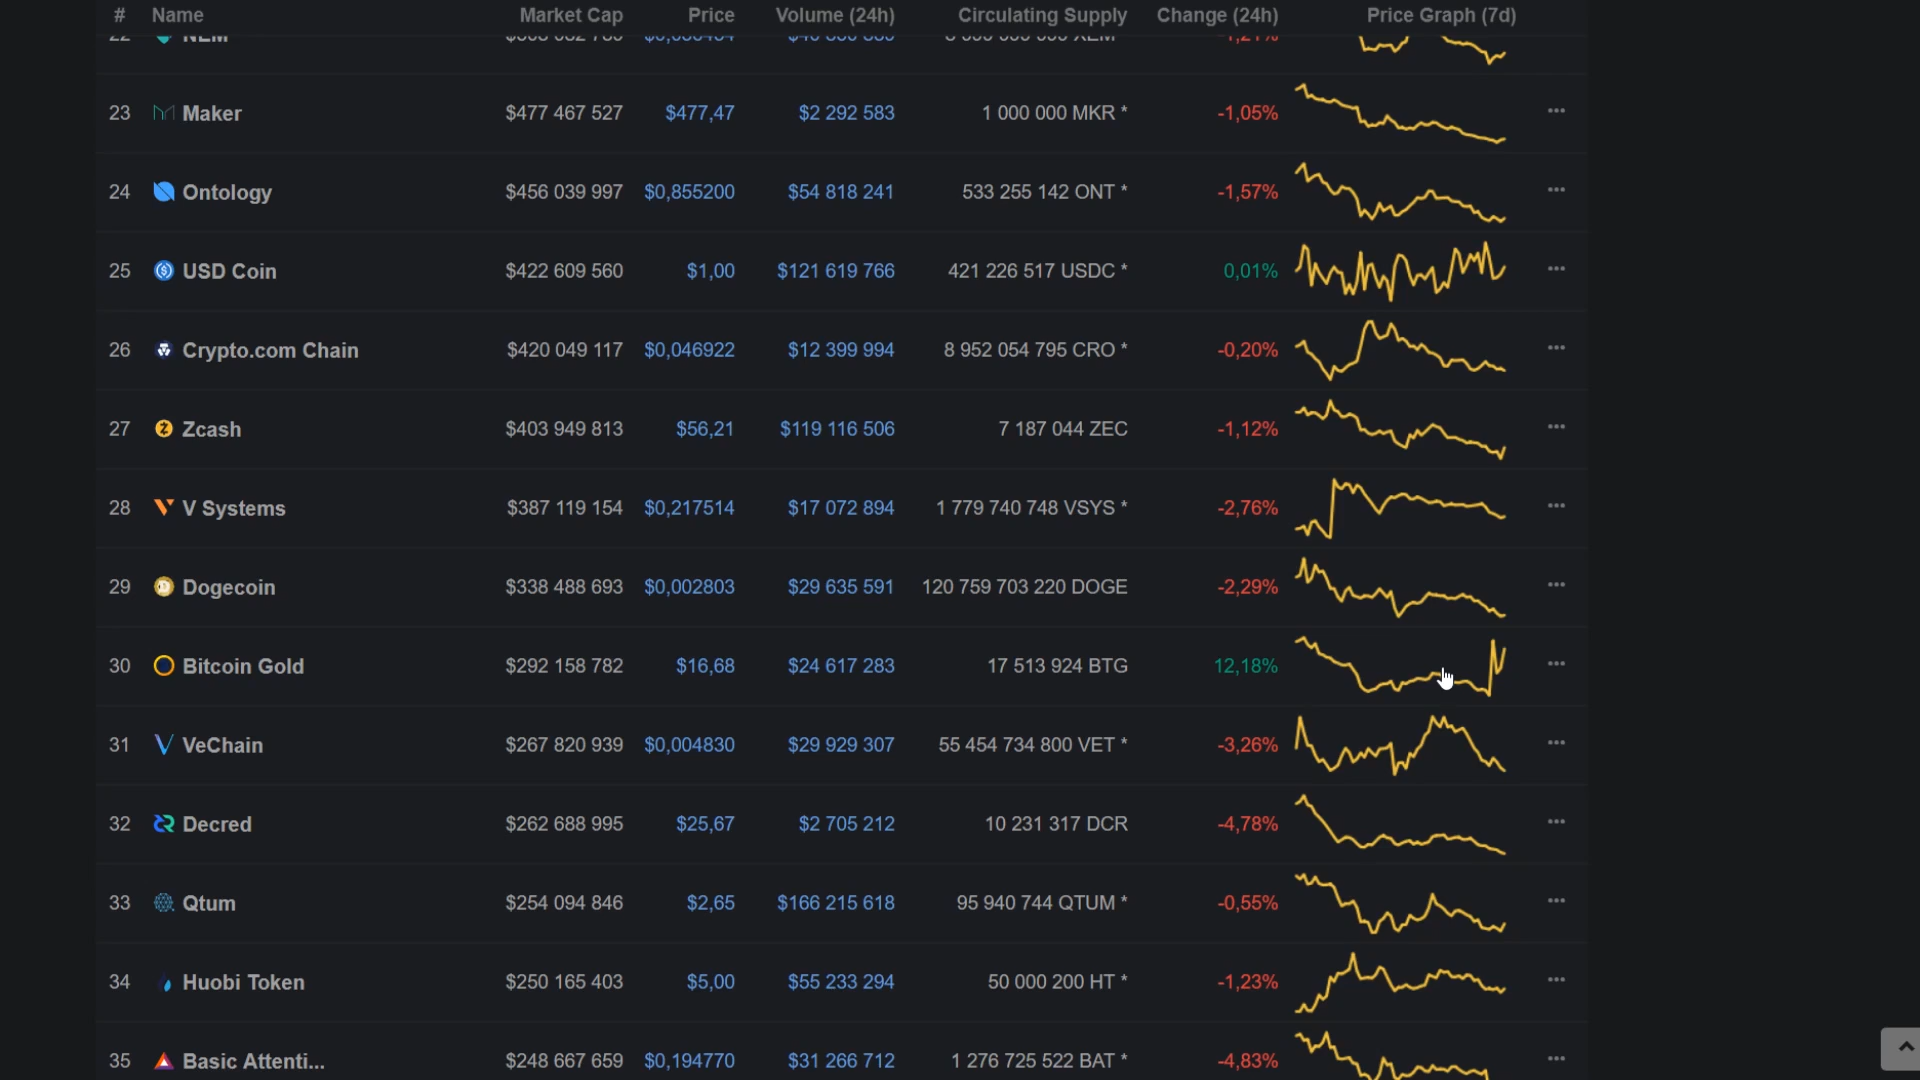 # Name Market Cap Price Volume (24h) Circulating Supply Change (24h) Price Graph (7d)
22 NEM
23 Maker $477 467 527 $477,47 $2 292 583 1 000 000 MKR * -1,05%
24 Ontology $456 039 997 $0,855200 $54 818 241 533 255 142 ONT * -1,57%
25 USD Coin $422 609 560 $1,00 $121 619 766 421 226 517 USDC * 0,01%
26 Crypto.com Chain $420 049 117 $0,046922 $12 399 994 8 952 054 795 CRO * -0,20%
27 Zcash $403 949 813 $56,21 $119 116 506 7 187 044 ZEC -1,12%
28 V Systems $387 119 154 $0,217514 $17 072 894 1 779 740 748 VSYS * -2,76%
29 Dogecoin $338 488 693 $0,002803 $29 635 591 120 759 703 220 DOGE -2,29%
30 Bitcoin Gold $292 158 782 $16,68 $24 617 283 17 513 924 BTG 12,18%
31 VeChain $267 820 939 $0,004830 $29 929 307 55 454 734 800 VET * -3,26%
32 Decred $262 688 995 $25,67 $2 705 212 10 231 317 DCR -4,78%
33 Qtum $254 094 846 $2,65 $166 215 618 95 940 744 QTUM * -0,55%
34 Huobi Token $250 165 403 $5,00 $55 233 294 50 000 200 HT * -1,23%
35 Basic Attenti... $248 667 659 $0,194770 $31 266 712 1 276 725 522 BAT * -4,83%